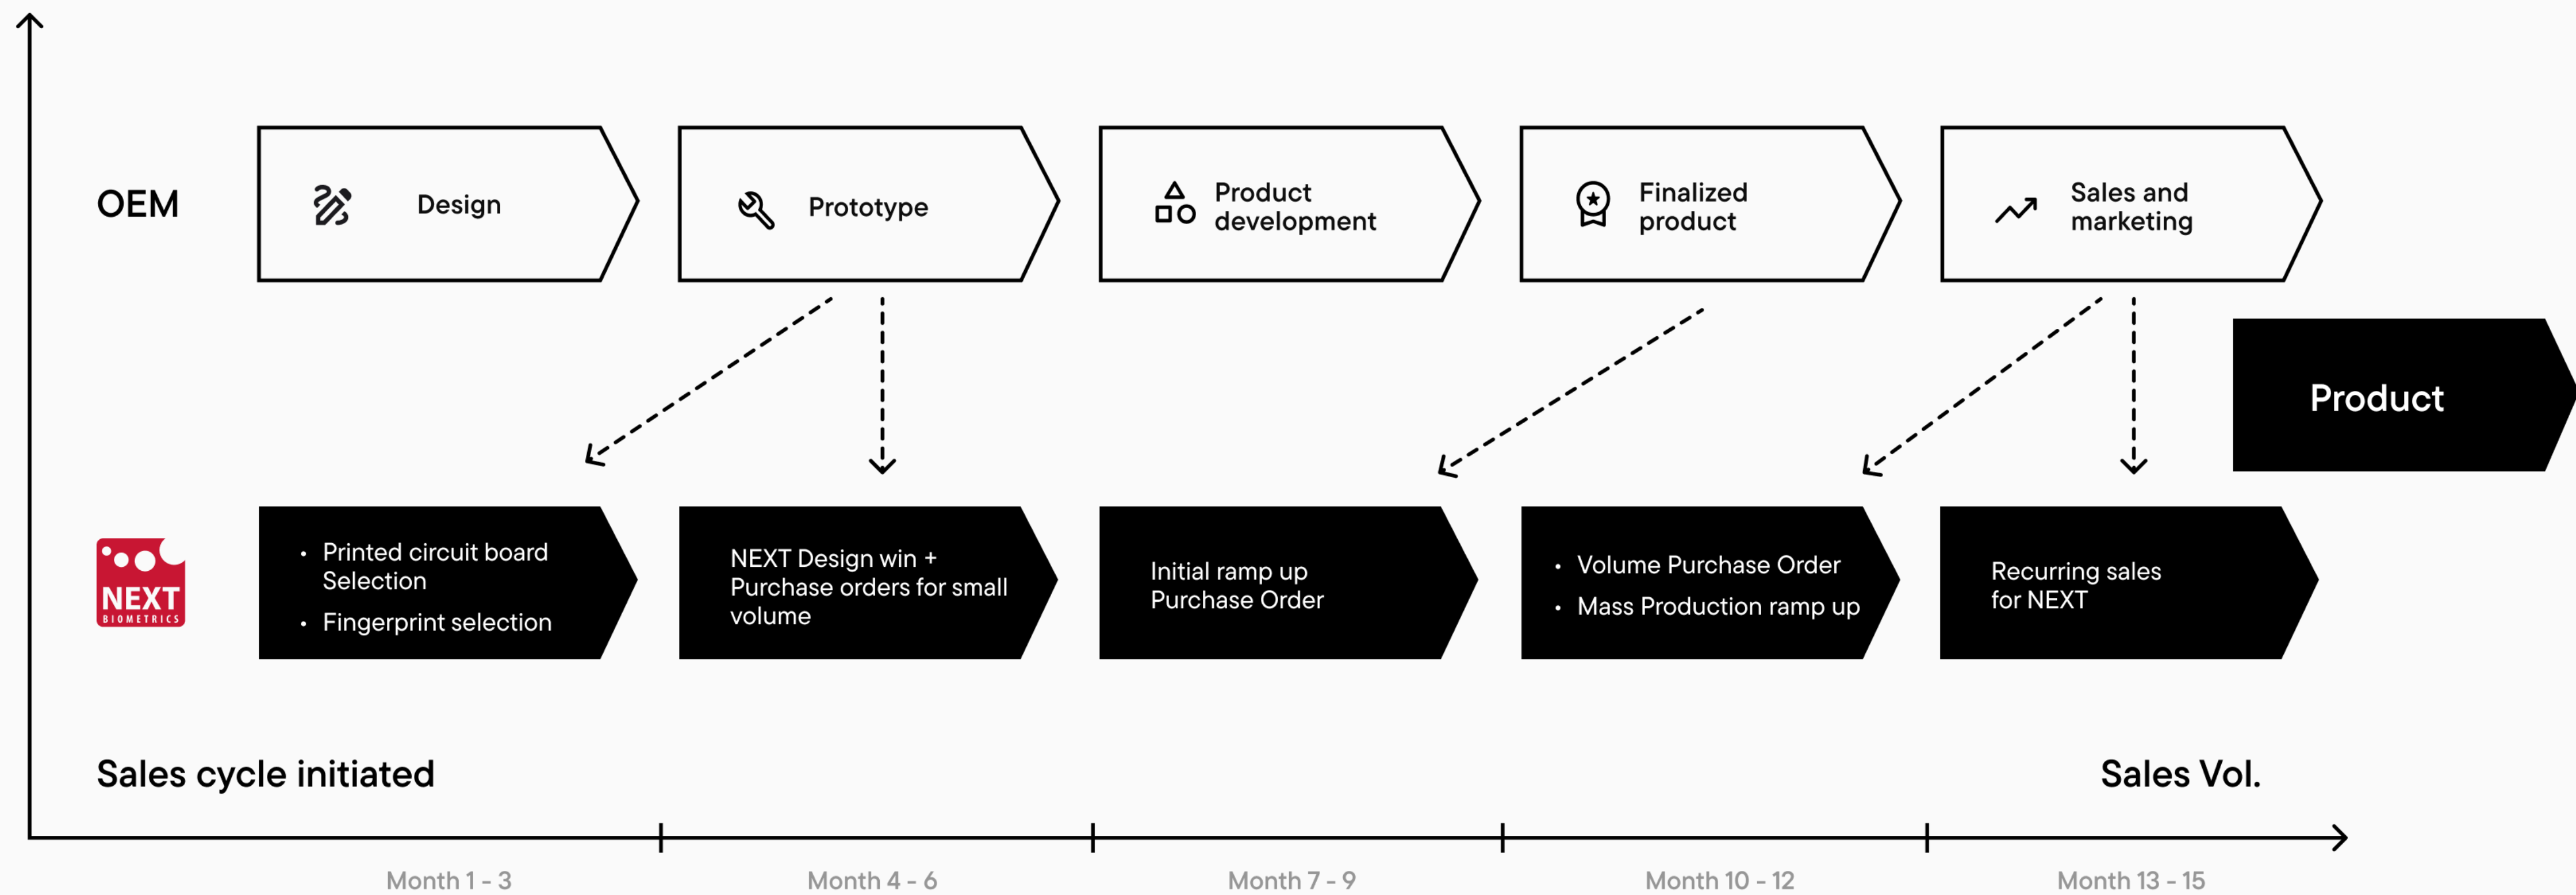 OEM
Design
Prototype
Product
development
Finalized
product
Sales and
marketing
Product
NEXT
BIOMETRICS
• Printed circuit board
Selection
• Fingerprint selection
NEXT Design win +
Purchase orders for small
volume
Initial ramp up
Purchase Order
• Volume Purchase Order
• Mass Production ramp up
Recurring sales
for NEXT
Sales cycle initiated
Sales Vol.
Month 1 - 3
Month 4 - 6
Month 7 - 9
Month 10 - 12
Month 13 - 15